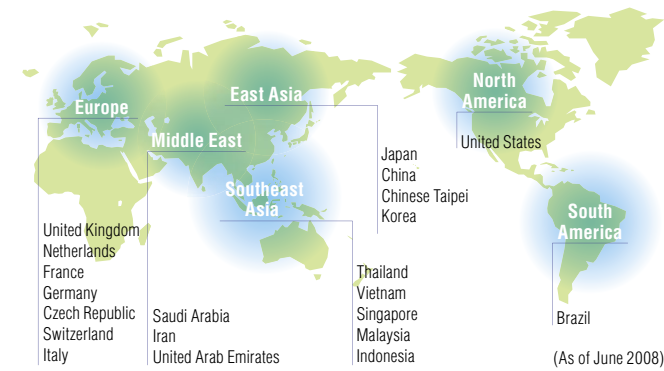 Europe
United Kingdom
Netherlands
France
Germany
Czech Republic
Switzerland
Italy
Middle East
Saudi Arabia
Iran
United Arab Emirates
East Asia
Japan
China
Chinese Taipei
Korea
Southeast
Asia
Thailand
Vietnam
Singapore
Malaysia
Indonesia
North
America
United States
South
America
Brazil
(As of June 2008)